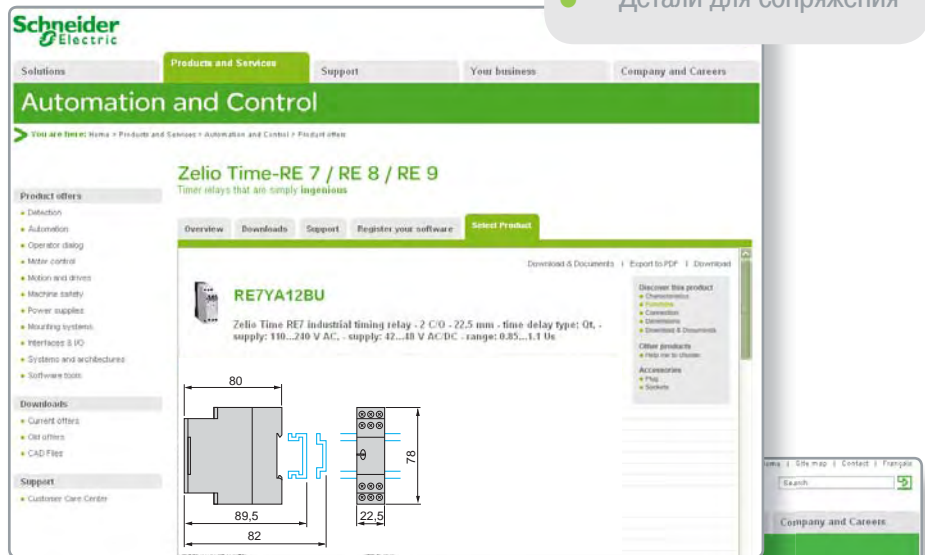 Детали для сопряжения
Schneider
Electric
Solutions
Products and Services
Support
Your business
Company and Careers
Automation and Control
You are here: Home > Products and Services > Automation and Control > Product offers
Zelio Time-RE 7 / RE 8 / RE 9
Timer relays that are simply ingenious
Product offers
Detection
Automation
Operator dialog
Motor control
Motion and drives
Machine safety
Power supplies
Mounting systems
Interfaces & I/O
Systems and architectures
Software tools
Downloads
Current offers
Old offers
CAD Files
Support
Customer Care Center
Overview
Downloads
Support
Register your software
Select Product
Download & Documents | Export to PDF | Download
RE7YA12BU
Zelio Time RE7 industrial timing relay - 2 C/O - 22.5 mm - time delay type: Qt, -
supply: 110...240 V AC, - supply: 42...48 V AC/DC - range: 0.85...1.1 Us
Discover this product
Characteristics
Functions
Connection
Dimensions
Download & Documents
Other products
Help me to choose
Accessories
Plug
Sockets
80
89,5
82
22,5
78
Site map | Contact | Français
Search
Company and Careers